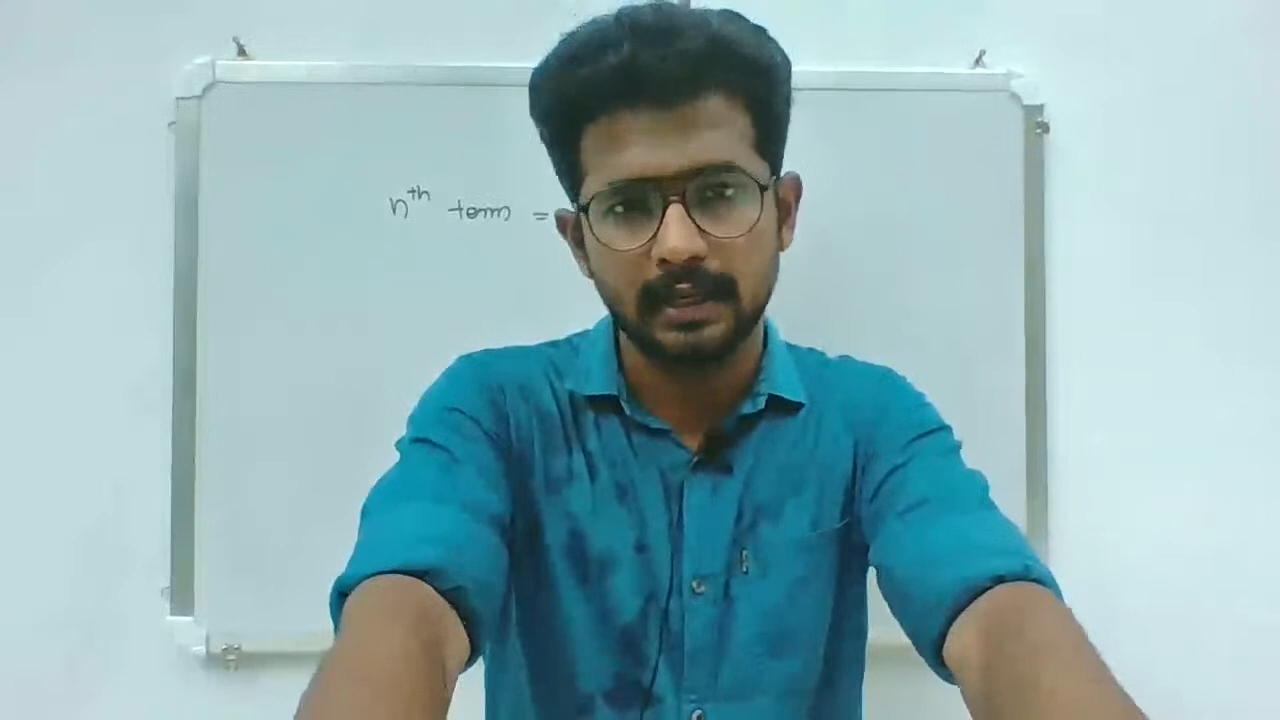 nth term =